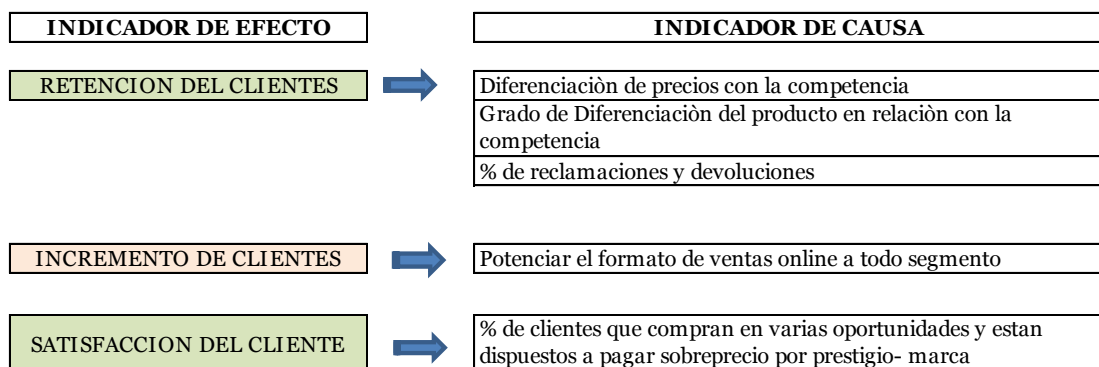 INDICADOR DE EFECTO
INDICADOR DE CAUSA
RETENCION DEL CLIENTES
Diferenciaciòn de precios con la competencia
Grado de Diferenciaciòn del producto en relaciòn con la
competencia
% de reclamaciones y devoluciones
INCREMENTO DE CLIENTES
Potenciar el formato de ventas online a todo segmento
SATISFACCION DEL CLIENTE
% de clientes que compran en varias oportunidades y estan
dispuestos a pagar sobreprecio por prestigio- marca